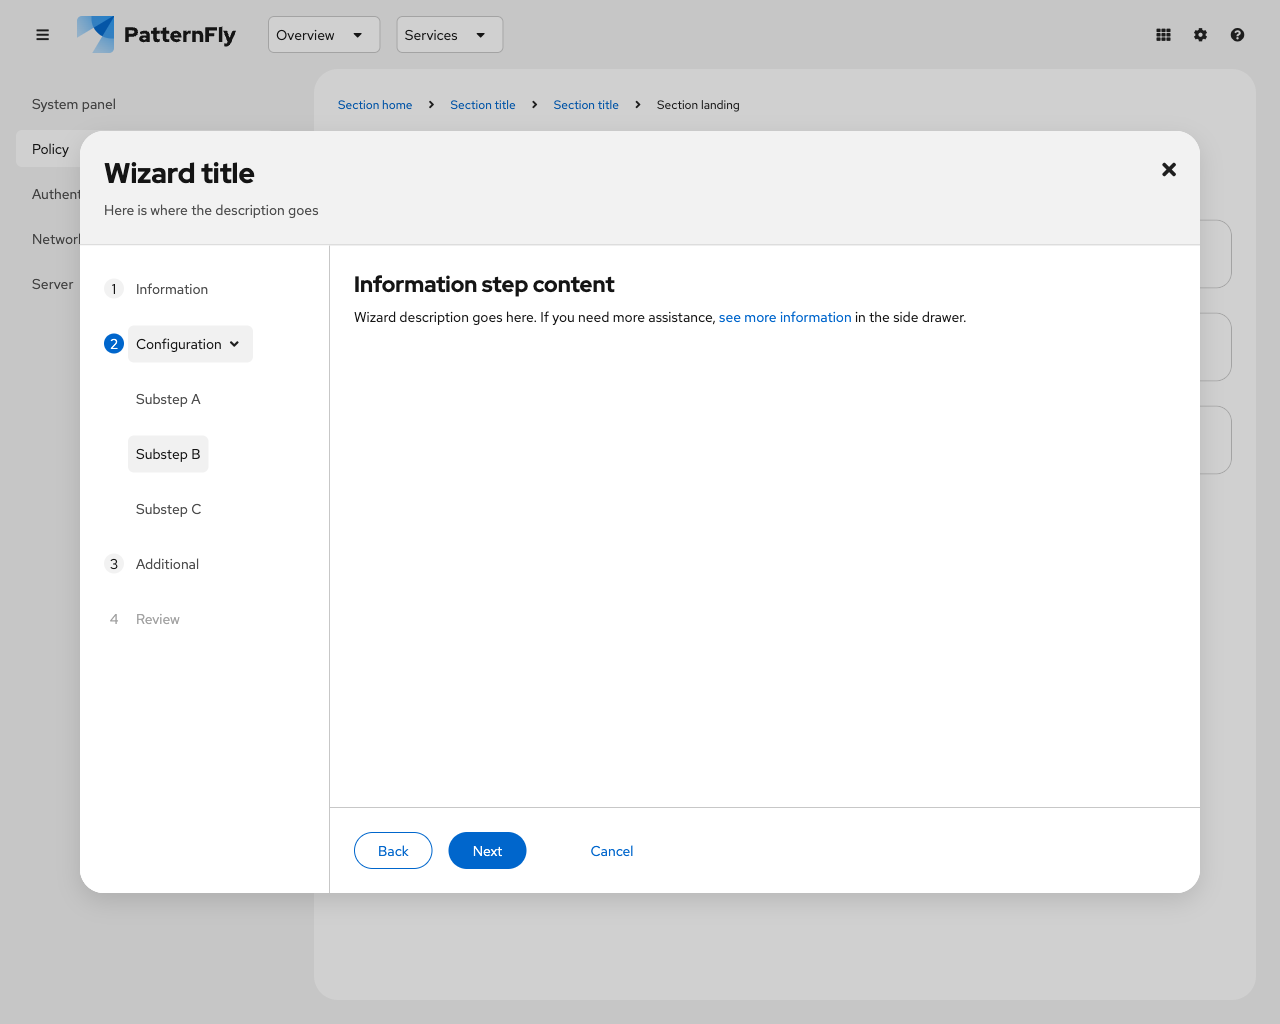 PatternFly
Overview
Services
System panel
Section home
Section title
Section title
Section landing
Policy
Wizard title
Authent
Here is where the description goes
Network
Server
1 Information
Information step content
Wizard description goes here. If you need more assistance, see more information in the side drawer.
2 Configuration
Substep A
Substep B
Substep C
3 Additional
4 Review
Back
Next
Cancel